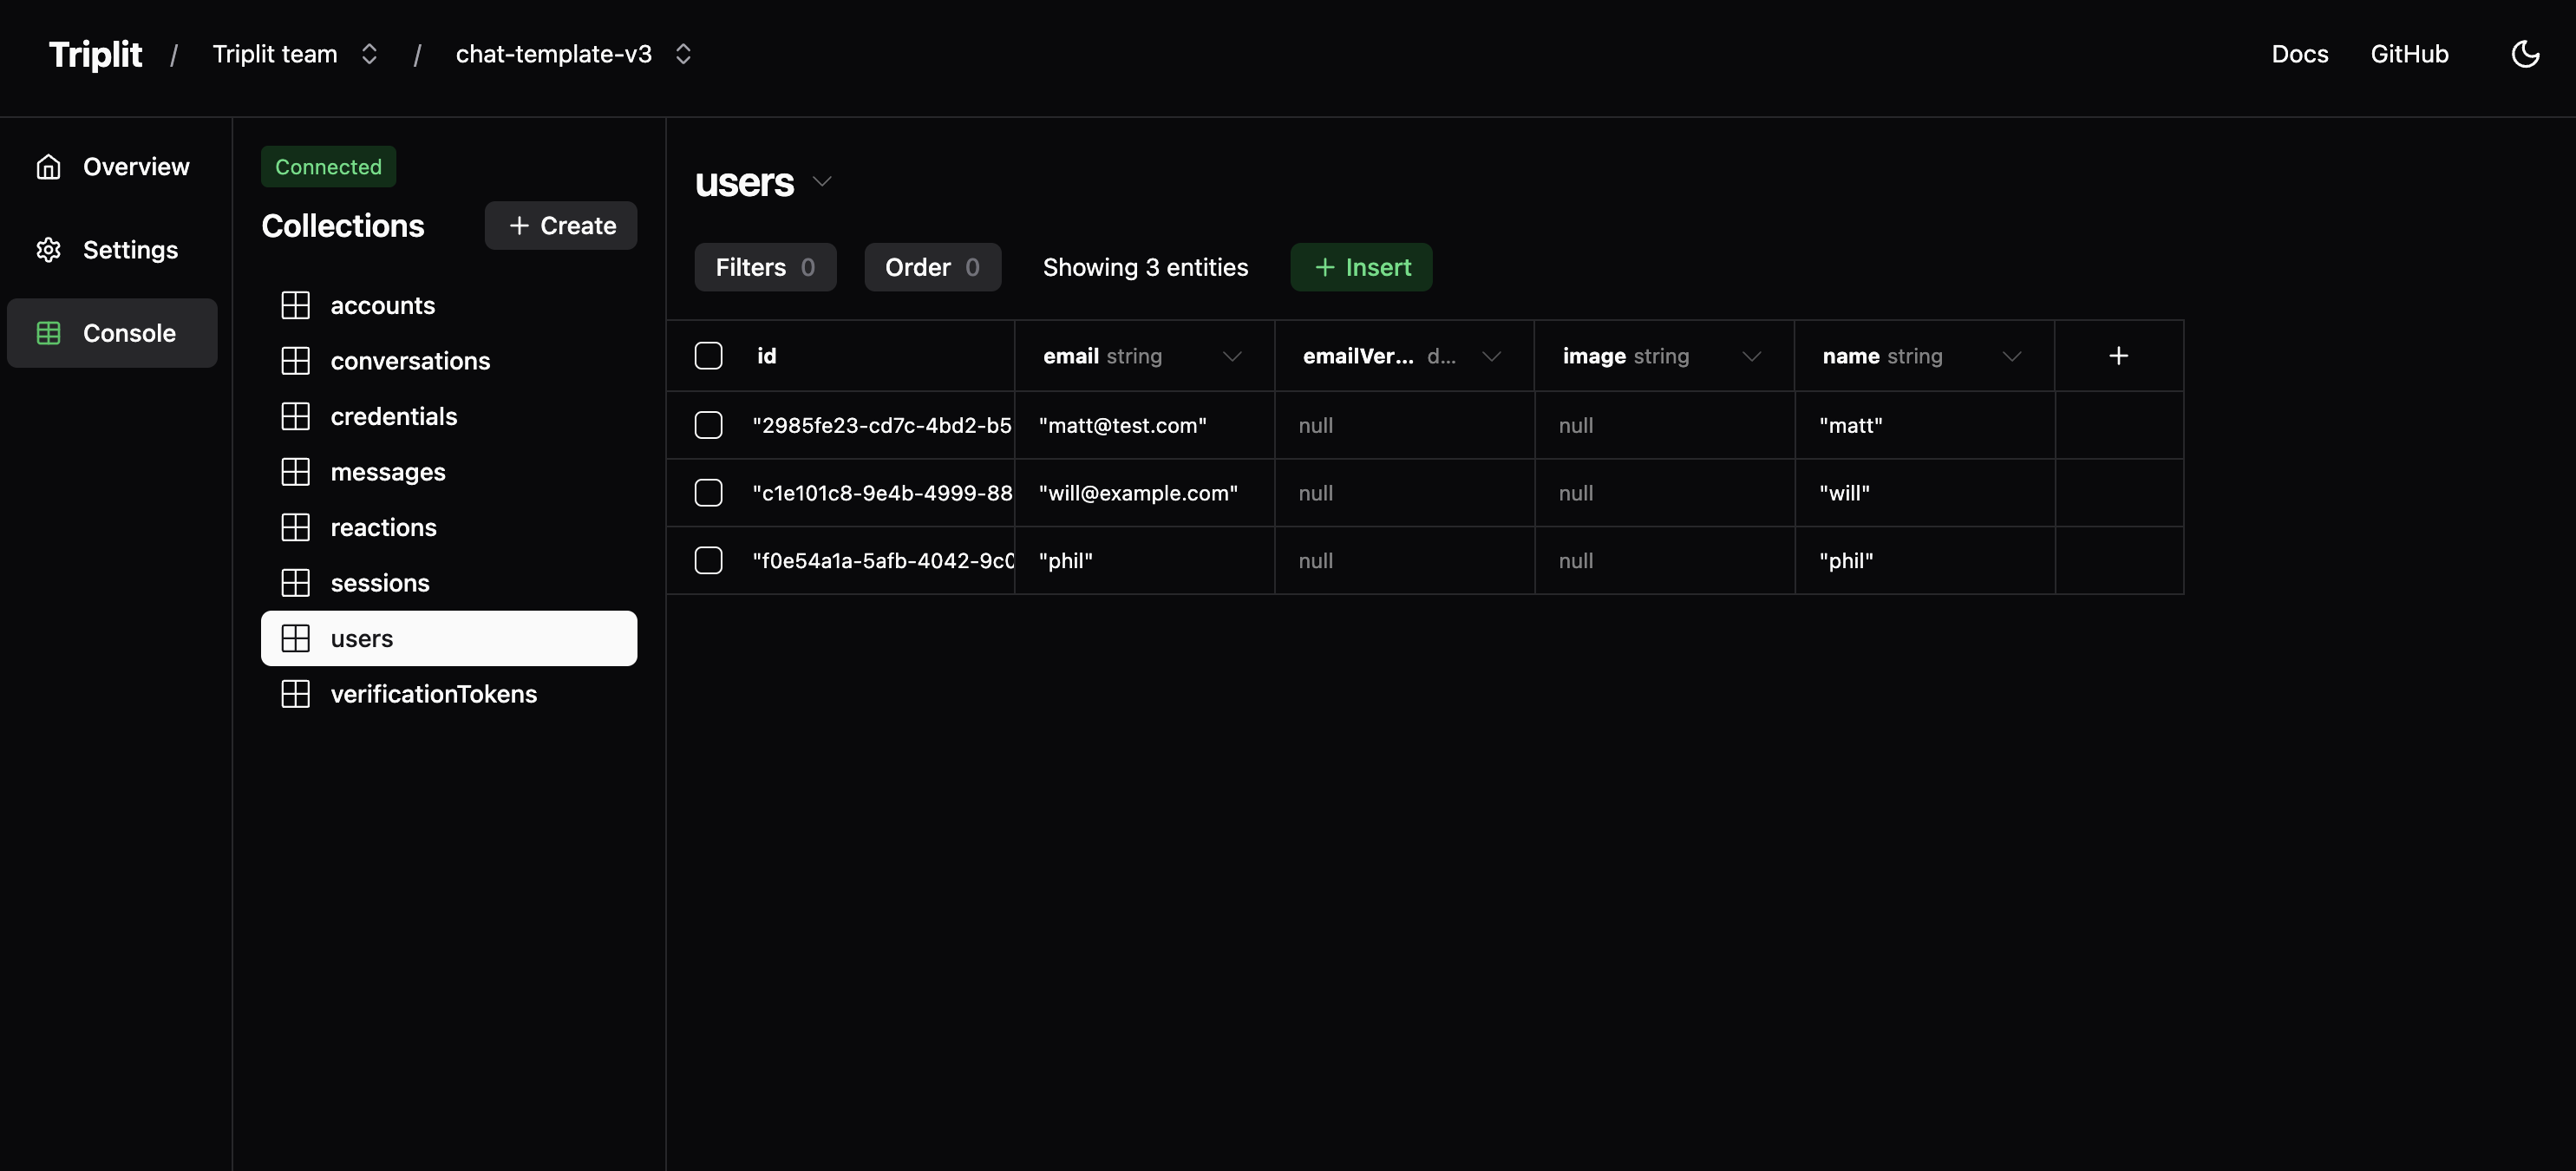 Triplit / Triplit team / chat-template-v3 Docs GitHub
Overview
Settings
Console
Connected
Collections + Create
accounts
conversations
credentials
messages
reactions
sessions
users
verificationTokens
users
Filters 0 Order 0 Showing 3 entities + Insert
id email string emailVer... d... image string name string +
"2985fe23-cd7c-4bd2-b5 "matt@test.com" null null "matt"
"c1e101c8-9e4b-4999-88 "will@example.com" null null "will"
"f0e54a1a-5afb-4042-9c0 "phil" null null "phil"